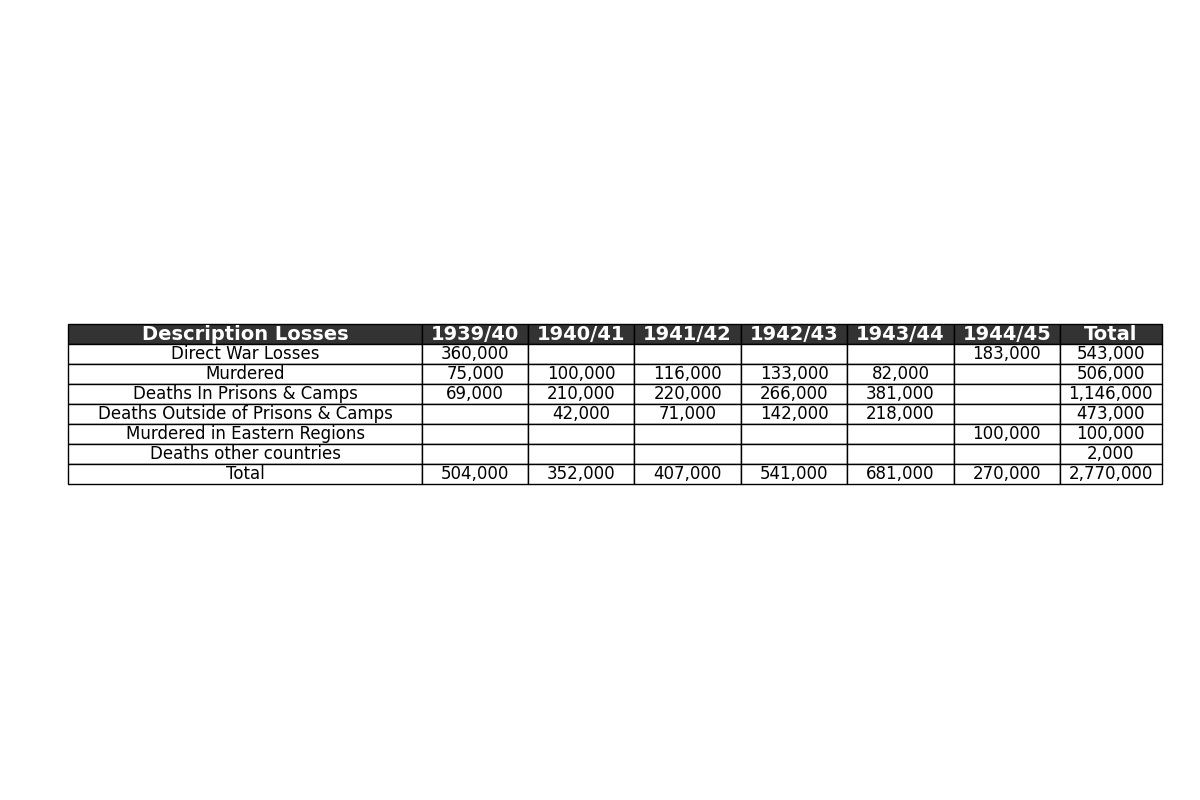 Description Losses 1939/40 1940/41 1941/42 1942/43 1943/44 1944/45 Total
Direct War Losses 360,000 183,000 543,000
Murdered 75,000 100,000 116,000 133,000 82,000 506,000
Deaths In Prisons & Camps 69,000 210,000 220,000 266,000 381,000 1,146,000
Deaths Outside of Prisons & Camps 42,000 71,000 142,000 218,000 473,000
Murdered in Eastern Regions 100,000 100,000
Deaths other countries 2,000
Total 504,000 352,000 407,000 541,000 681,000 270,000 2,770,000